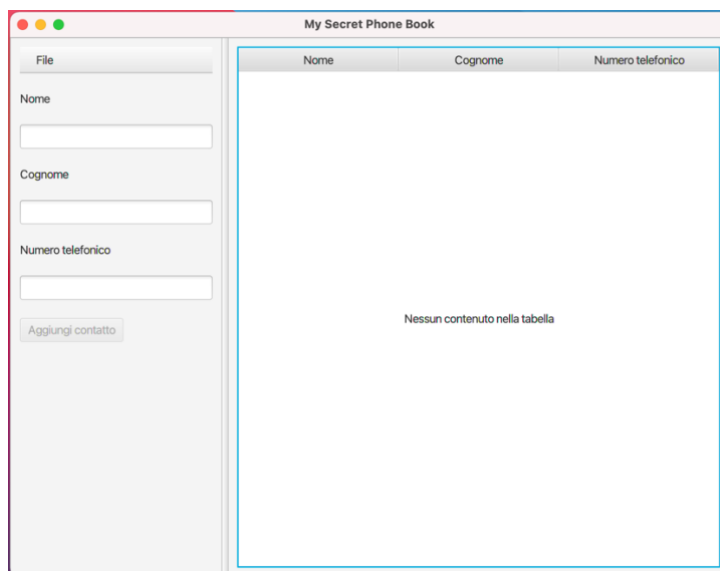 My Secret Phone Book
File
Nome
Cognome
Numero telefonico
Aggiungi contatto
Nome Cognome Numero telefonico
Nessun contenuto nella tabella